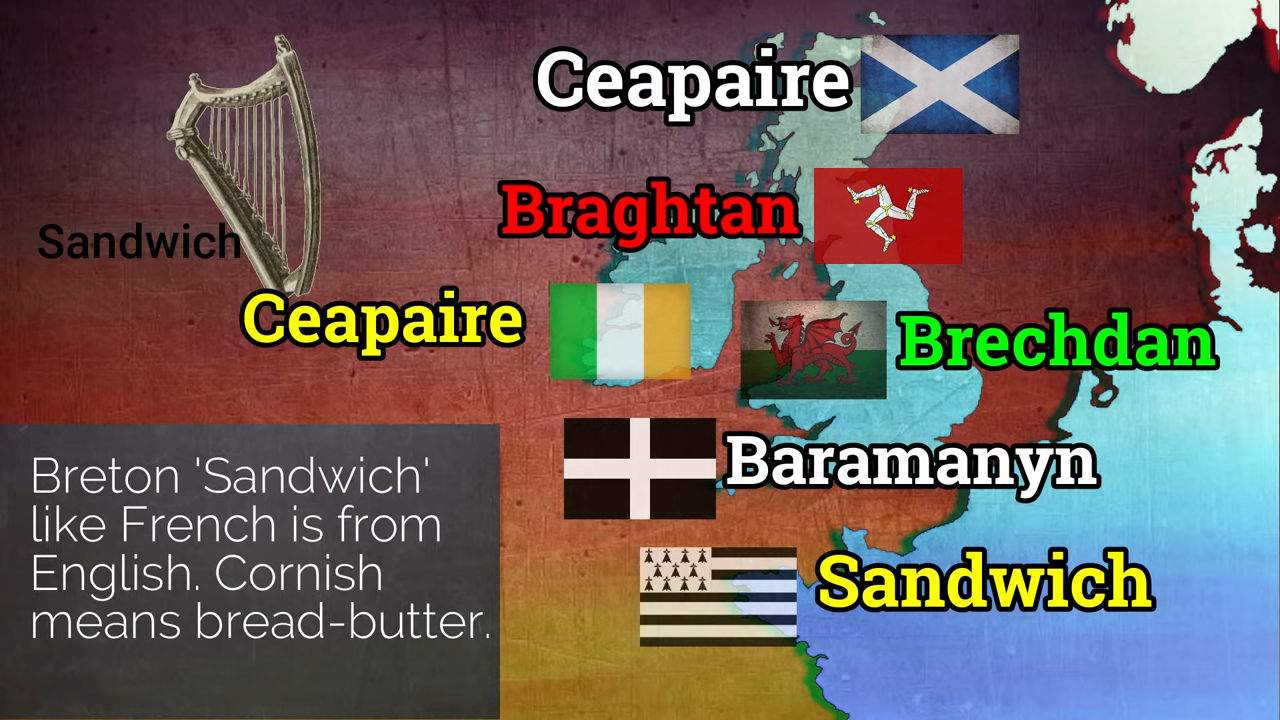 Ceapaire
Braghtan
Sandwich
Ceapaire
Brechdan
Baramanyn
Breton 'Sandwich'
like French is from
English. Cornish
means bread-butter.
Sandwich